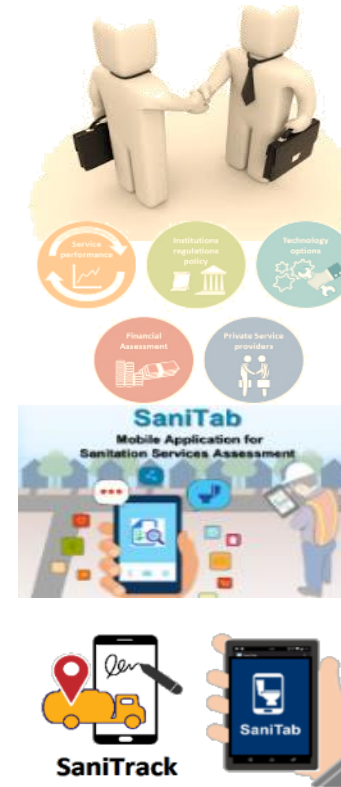 Service
performance
Institutions
regulations
policy
Technology
options
Financial
Assessment
Private Service
providers
SaniTab
Mobile Application for
Sanitation Services Assessment
SaniTrack
SaniTab